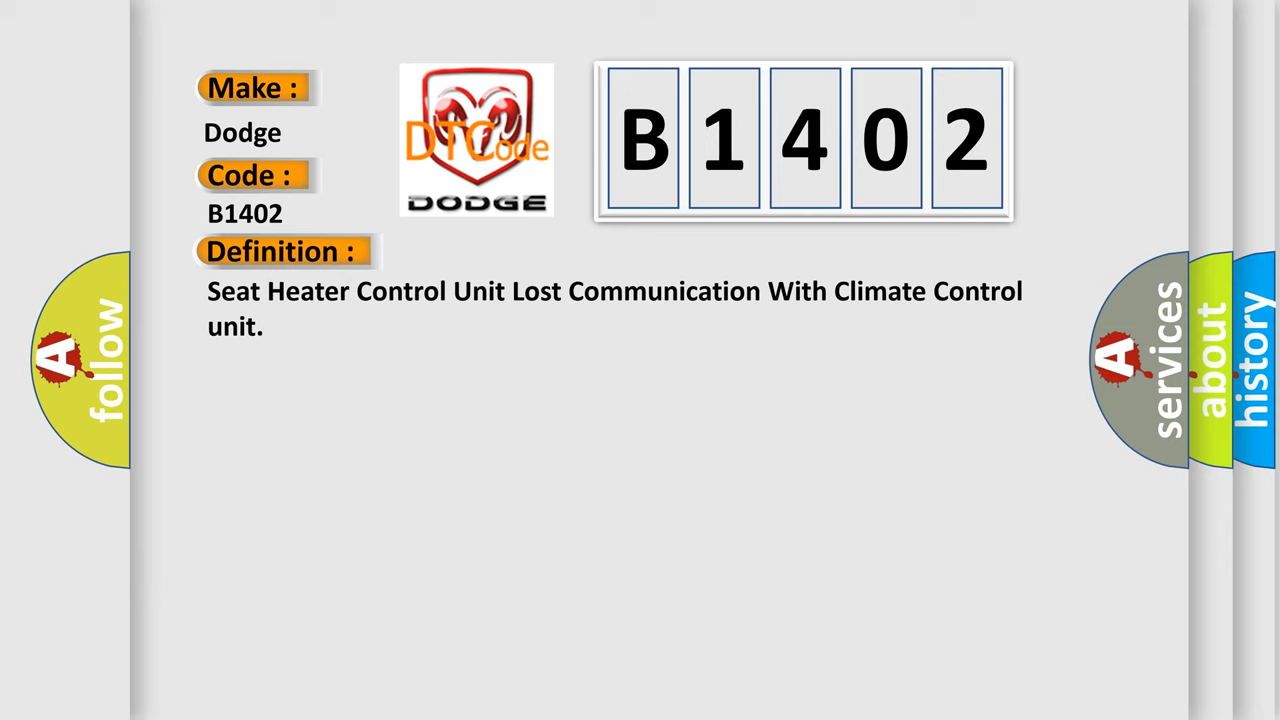 Make :
Dodge
Code :
B1402
Definition :
Seat Heater Control Unit Lost Communication With Climate Control
unit.
DTCode
DODGE
B 1 4 0 2
A follow
A services
about
history